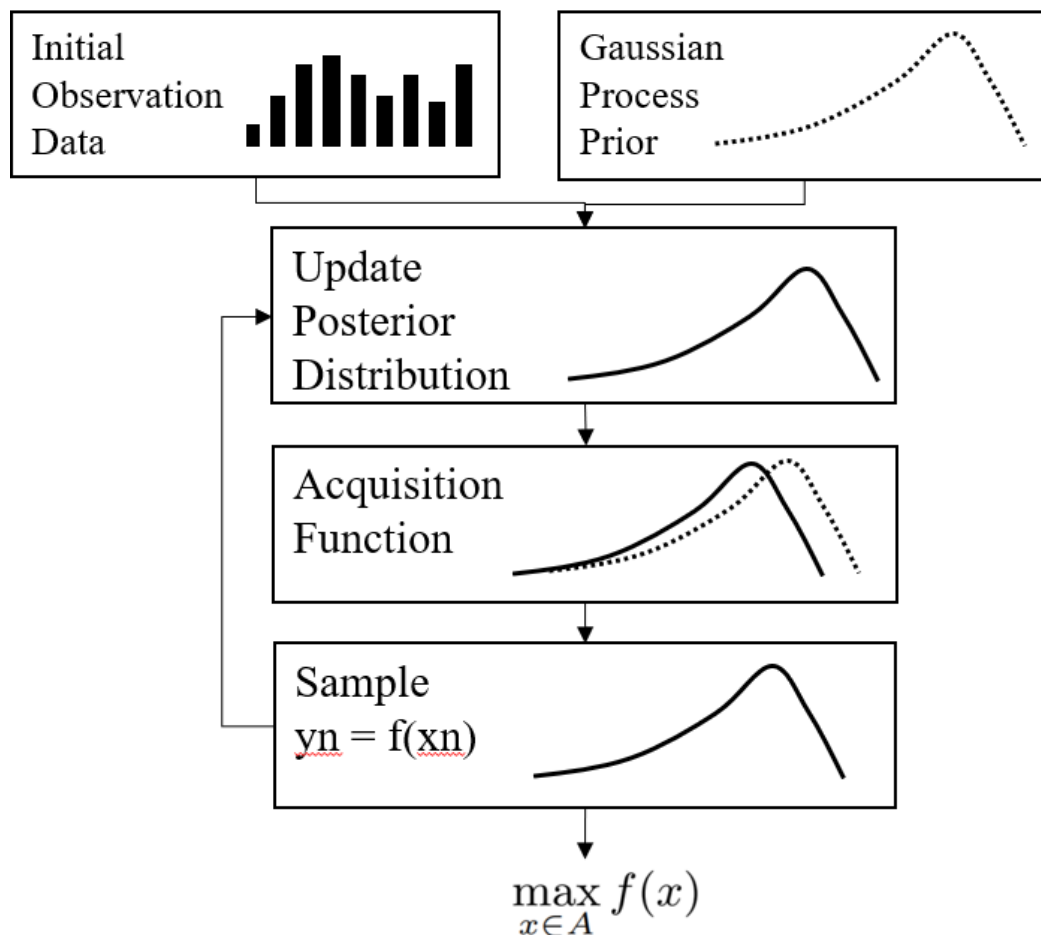 Initial
Observation
Data
Gaussian
Process
Prior
Update
Posterior
Distribution
Acquisition
Function
Sample
yn = f(xn)
max f(x)
x∈A